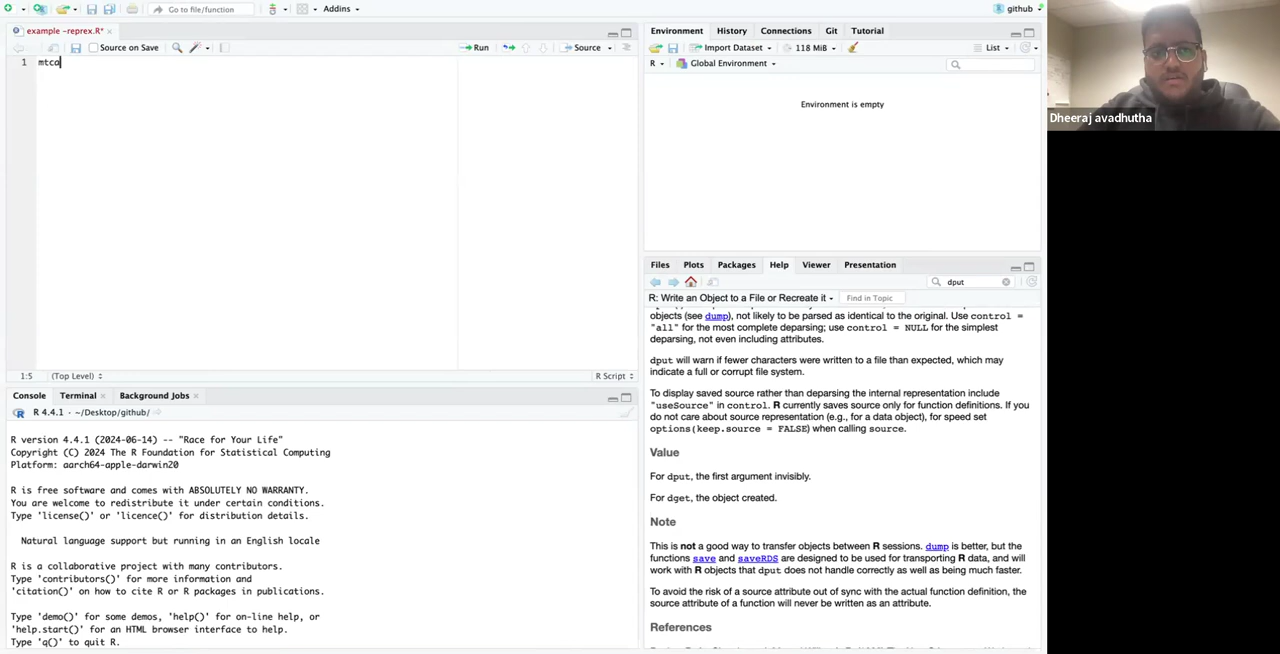 Go to file/function
Addins
github
example -reprex.R*
Source on Save
Run
Source
1 mtca
1:5 (Top Level) R Script
Console Terminal Background Jobs
R 4.4.1 · ~/Desktop/github/
R version 4.4.1 (2024-06-14) -- "Race for Your Life"
Copyright (C) 2024 The R Foundation for Statistical Computing
Platform: aarch64-apple-darwin20
R is free software and comes with ABSOLUTELY NO WARRANTY.
You are welcome to redistribute it under certain conditions.
Type 'license()' or 'licence()' for distribution details.
Natural language support but running in an English locale
R is a collaborative project with many contributors.
Type 'contributors()' for more information and
'citation()' on how to cite R or R packages in publications.
Type 'demo()' for some demos, 'help()' for on-line help, or
'help.start()' for an HTML browser interface to help.
Type 'q()' to quit R.
Environment History Connections Git Tutorial
Import Dataset 118 MiB List
R Global Environment
Environment is empty
Files Plots Packages Help Viewer Presentation
dput
R: Write an Object to a File or Recreate it Find in Topic
objects (see dump), not likely to be parsed as identical to the original. Use control =
"all" for the most complete deparsing; use control = NULL for the simplest
deparsing, not even including attributes.
dput will warn if fewer characters were written to a file than expected, which may
indicate a full or corrupt file system.
To display saved source rather than deparsing the internal representation include
"useSource" in control. R currently saves source only for function definitions. If you
do not care about source representation (e.g., for a data object), for speed set
options(keep.source = FALSE) when calling source.
Value
For dput, the first argument invisibly.
For dget, the object created.
Note
This is not a good way to transfer objects between R sessions. dump is better, but the
functions save and saveRDS are designed to be used for transporting R data, and will
work with R objects that dput does not handle correctly as well as being much faster.
To avoid the risk of a source attribute out of sync with the actual function definition, the
source attribute of a function will never be written as an attribute.
References
Dheeraj avadhutha